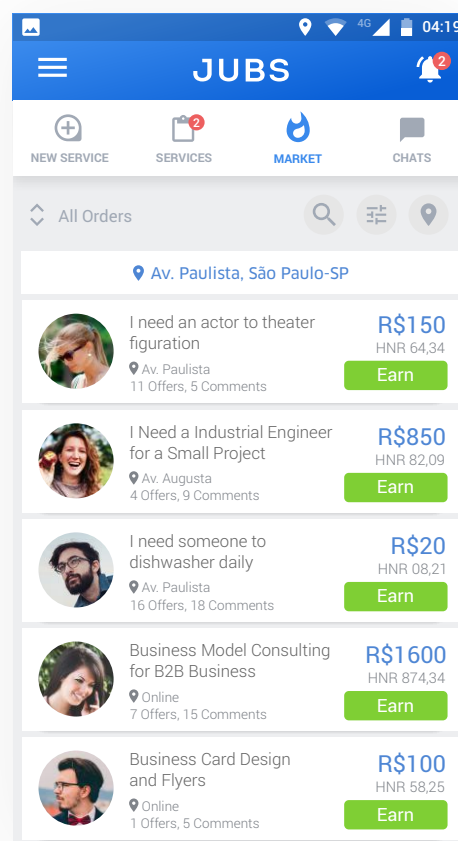 4G 04:19
JUBS
2
2
NEW SERVICE SERVICES MARKET CHATS
All Orders
Av. Paulista, São Paulo-SP
I need an actor to theater
figuration
Av. Paulista
11 Offers, 5 Comments
R$150
HNR 64,34
Earn
I Need a Industrial Engineer
for a Small Project
Av. Augusta
4 Offers, 9 Comments
R$850
HNR 82,09
Earn
I need someone to
dishwasher daily
Av. Paulista
16 Offers, 18 Comments
R$20
HNR 08,21
Earn
Business Model Consulting
for B2B Business
Online
7 Offers, 15 Comments
R$1600
HNR 874,34
Earn
Business Card Design
and Flyers
Online
1 Offers, 5 Comments
R$100
HNR 58,25
Earn